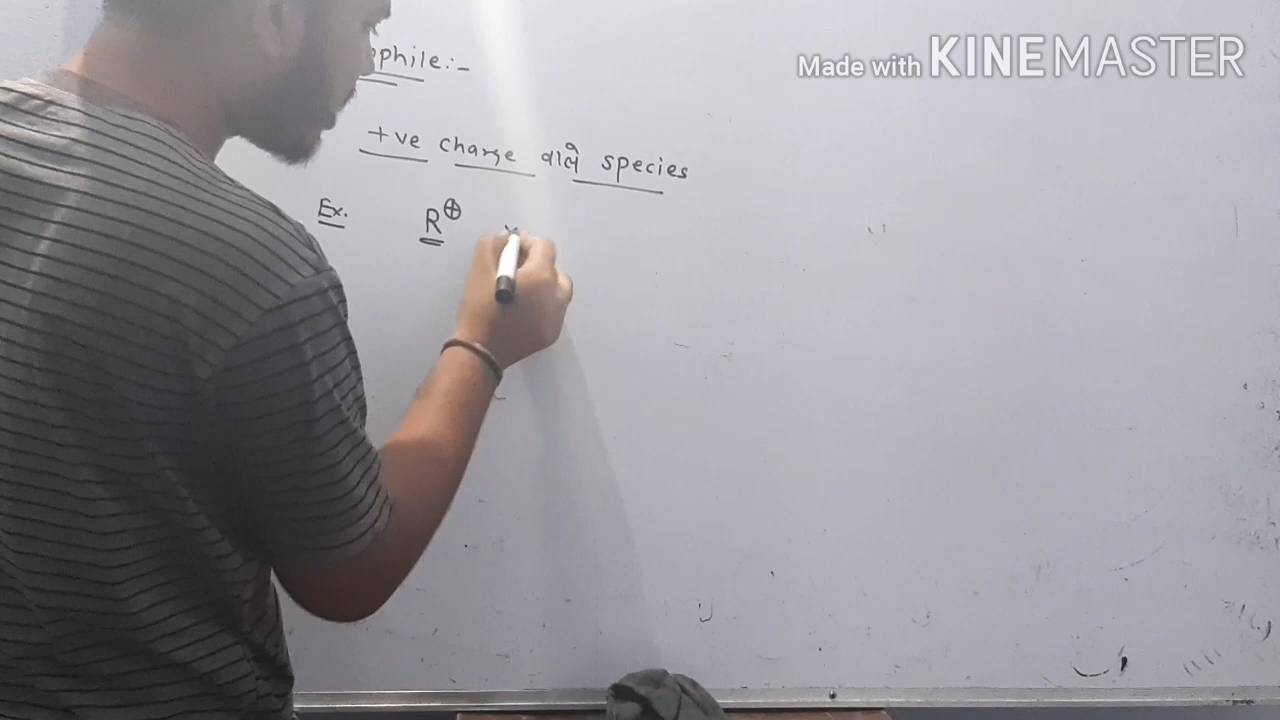 Made with KINEMASTER
phile:-
+ve charge वाले species
Ex. R⊕